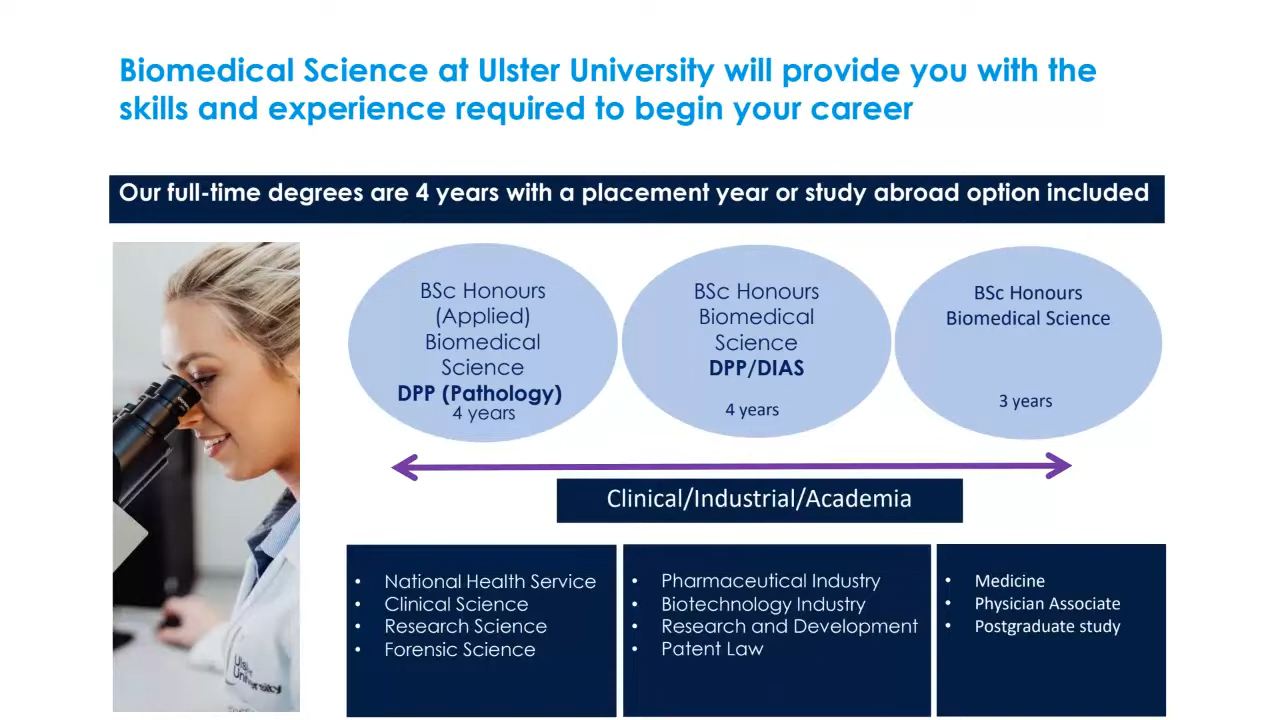 Biomedical Science at Ulster University will provide you with the
skills and experience required to begin your career
Our full-time degrees are 4 years with a placement year or study abroad option included
BSc Honours
(Applied)
Biomedical
Science
DPP (Pathology)
4 years
BSc Honours
Biomedical
Science
DPP/DIAS
4 years
BSc Honours
Biomedical Science
3 years
Clinical/Industrial/Academia
• National Health Service
• Clinical Science
• Research Science
• Forensic Science
• Pharmaceutical Industry
• Biotechnology Industry
• Research and Development
• Patent Law
• Medicine
• Physician Associate
• Postgraduate study
Ulster
University